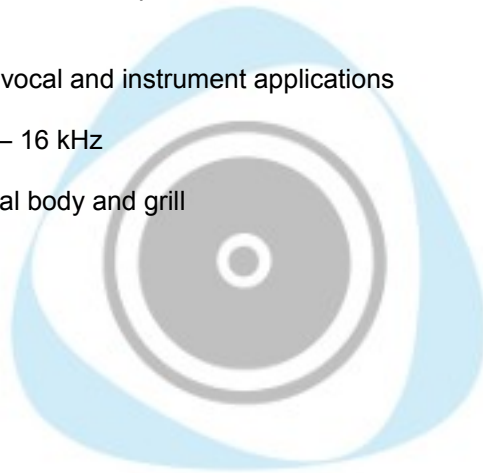 vocal and instrument applications
– 16 kHz
al body and grill